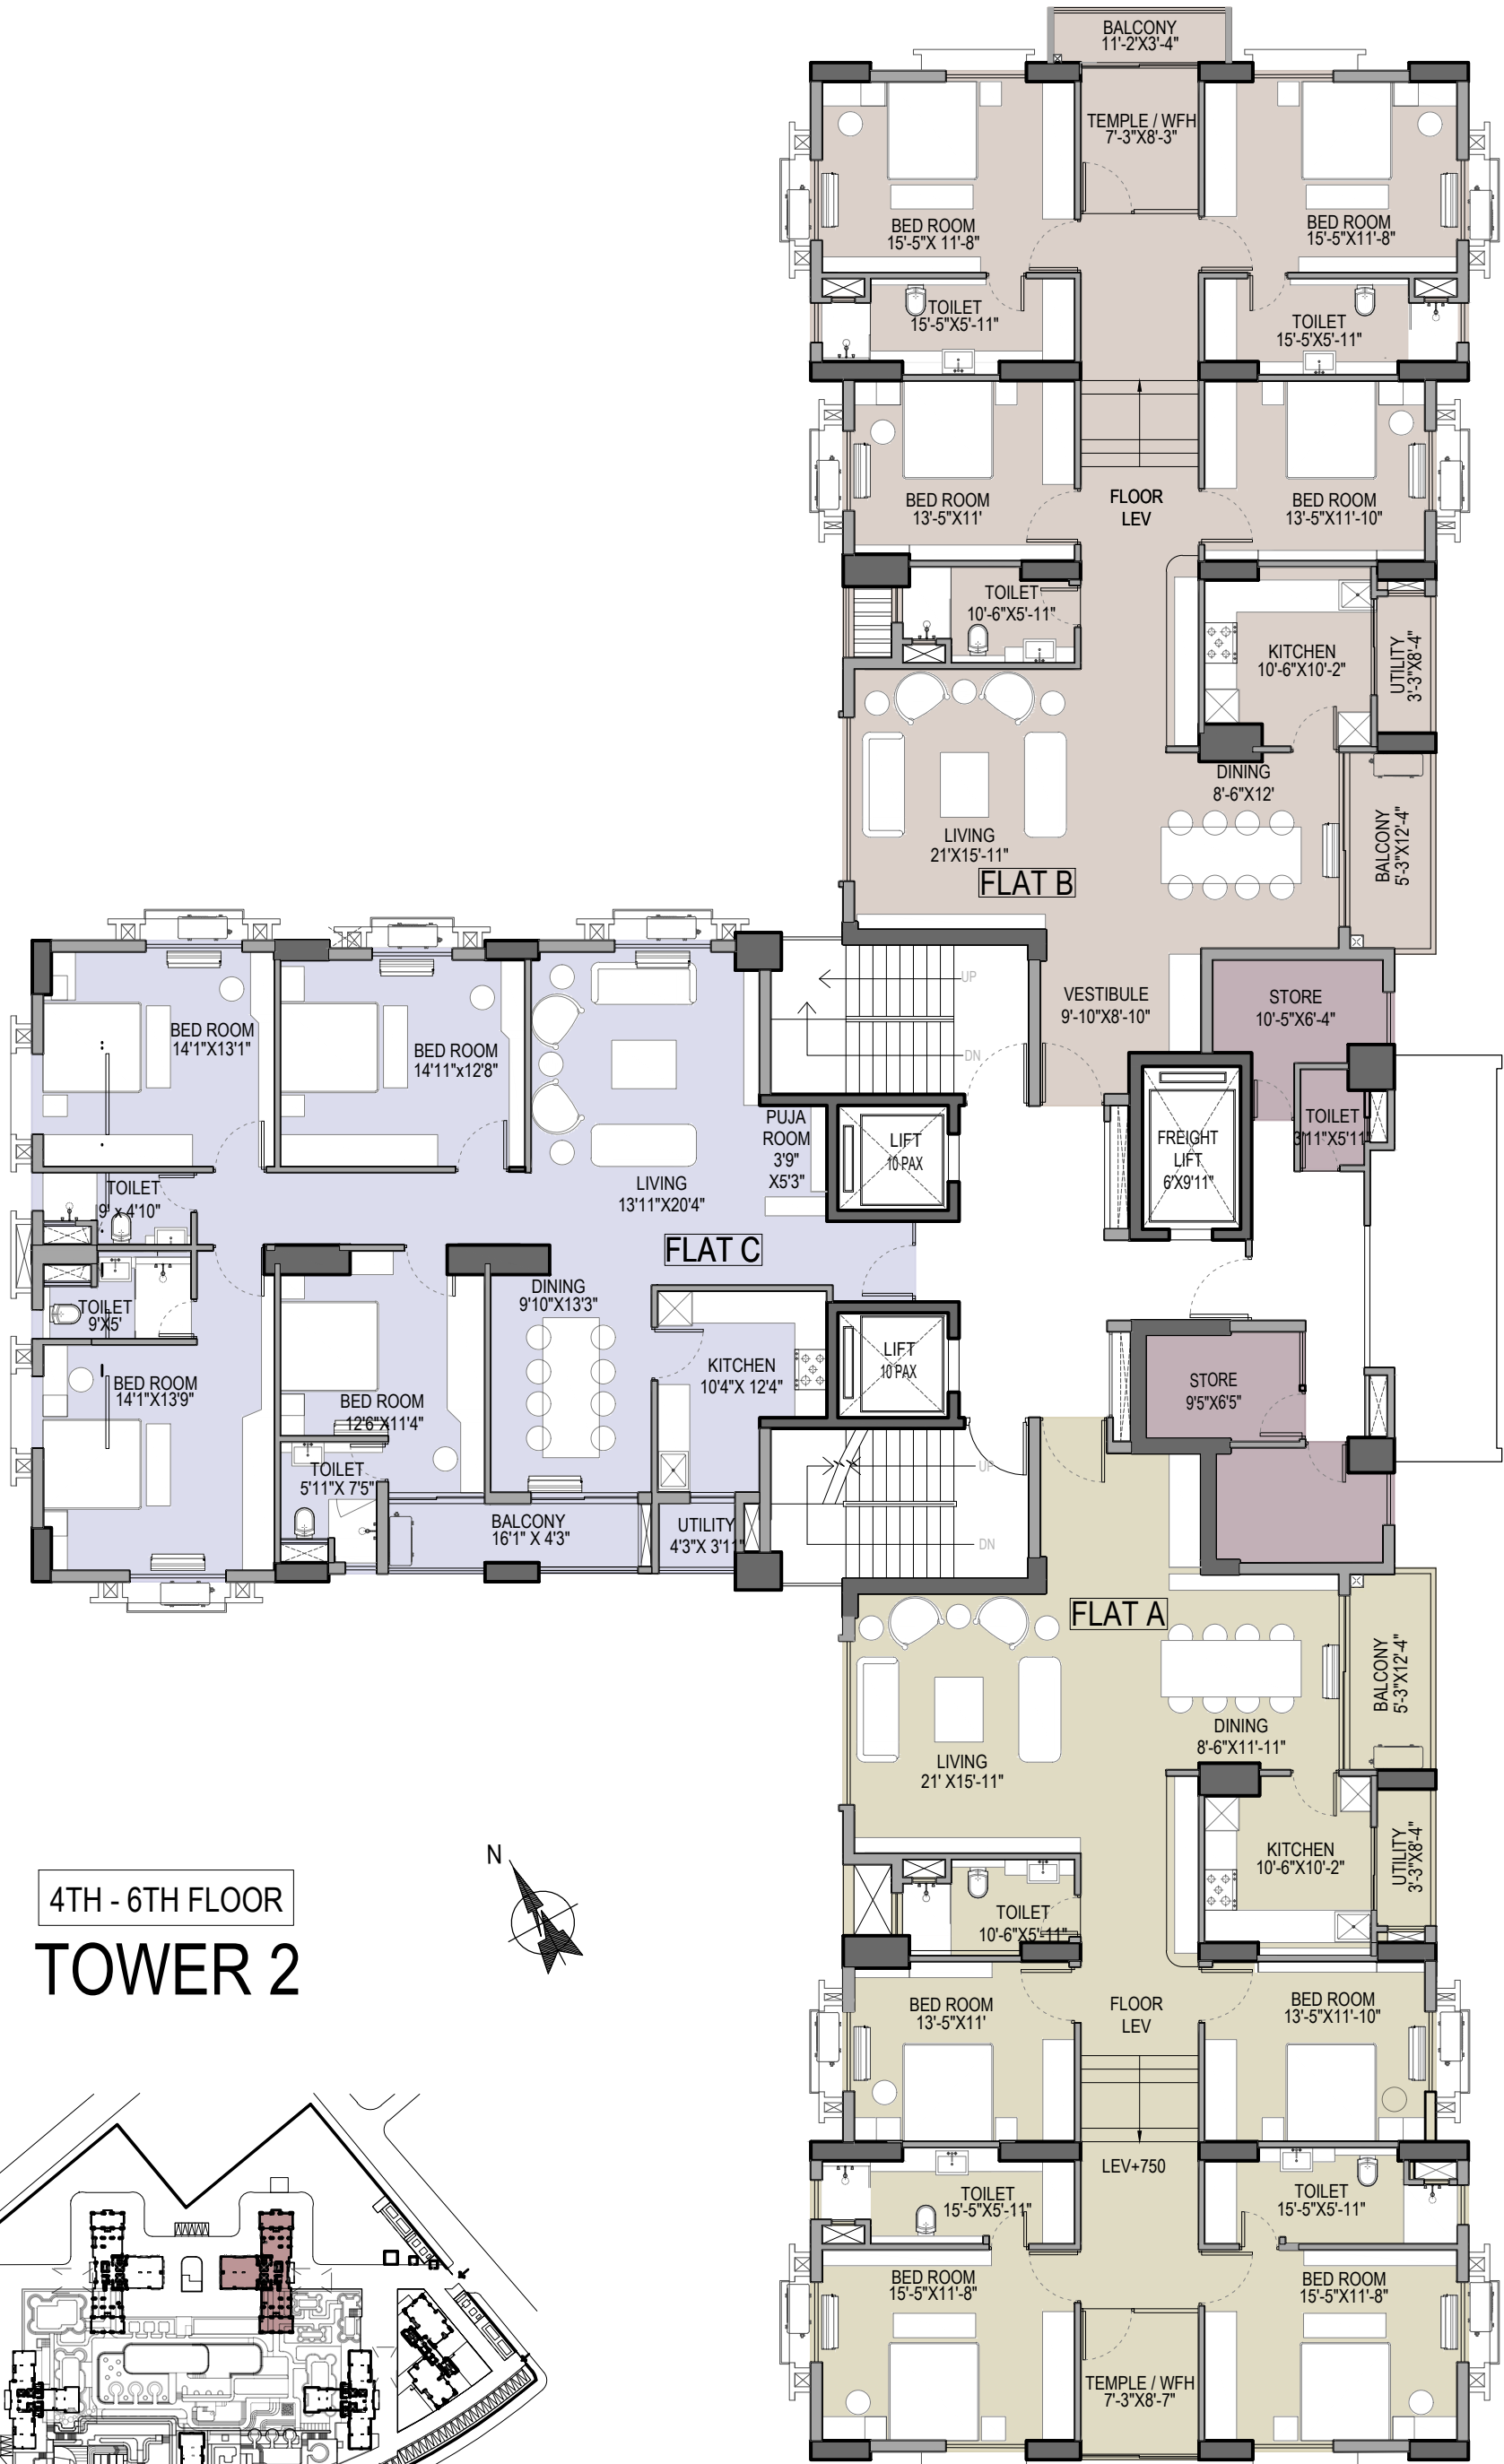 BALCONY
11'-2"X3'-4"
TEMPLE / WFH
7'-3"X8'-3"
BED ROOM
15'-5"X 11'-8"
BED ROOM
15'-5"X11'-8"
TOILET
15'-5"X5'-11"
TOILET
15'-5'X5'-11"
BED ROOM
13'-5"X11'
FLOOR
LEV
BED ROOM
13'-5"X11'-10"
TOILET
10'-6"X5'-11"
KITCHEN
10'-6"X10'-2"
UTILITY
3'-3"X8'-4"
DINING
8'-6"X12'
LIVING
21'X15'-11"
BALCONY
5'-3"X12'-4"
FLAT B
UP
DN
VESTIBULE
9'-10"X8'-10"
STORE
10'-5"X6'-4"
TOILET
3'11"X5'11"
BED ROOM
14'1"X13'1"
BED ROOM
14'11"x12'8"
PUJA
ROOM
3'9"
X5'3"
LIFT
10 PAX
FREIGHT
LIFT
6'X9'11"
TOILET
9' x 4'10"
LIVING
13'11"X20'4"
FLAT C
TOILET
9'X5'
DINING
9'10"X13'3"
LIFT
10 PAX
KITCHEN
10'4"X 12'4"
STORE
9'5"X6'5"
BED ROOM
14'1"X13'9"
BED ROOM
12'6"X11'4"
TOILET
5'11"X 7'5"
BALCONY
16'1" X 4'3"
UTILITY
4'3"X 3'11"
UP
DN
FLAT A
BALCONY
5'-3"X12'-4"
DINING
8'-6"X11'-11"
LIVING
21' X15'-11"
KITCHEN
10'-6"X10'-2"
UTILITY
3'-3"X8'-4"
N
4TH - 6TH FLOOR
TOWER 2
TOILET
10'-6"X5'-11"
BED ROOM
13'-5"X11'
FLOOR
LEV
BED ROOM
13'-5"X11'-10"
LEV+750
TOILET
15'-5"X5'-11"
TOILET
15'-5"X5'-11"
BED ROOM
15'-5"X11'-8"
BED ROOM
15'-5"X11'-8"
TEMPLE / WFH
7'-3"X8'-7"